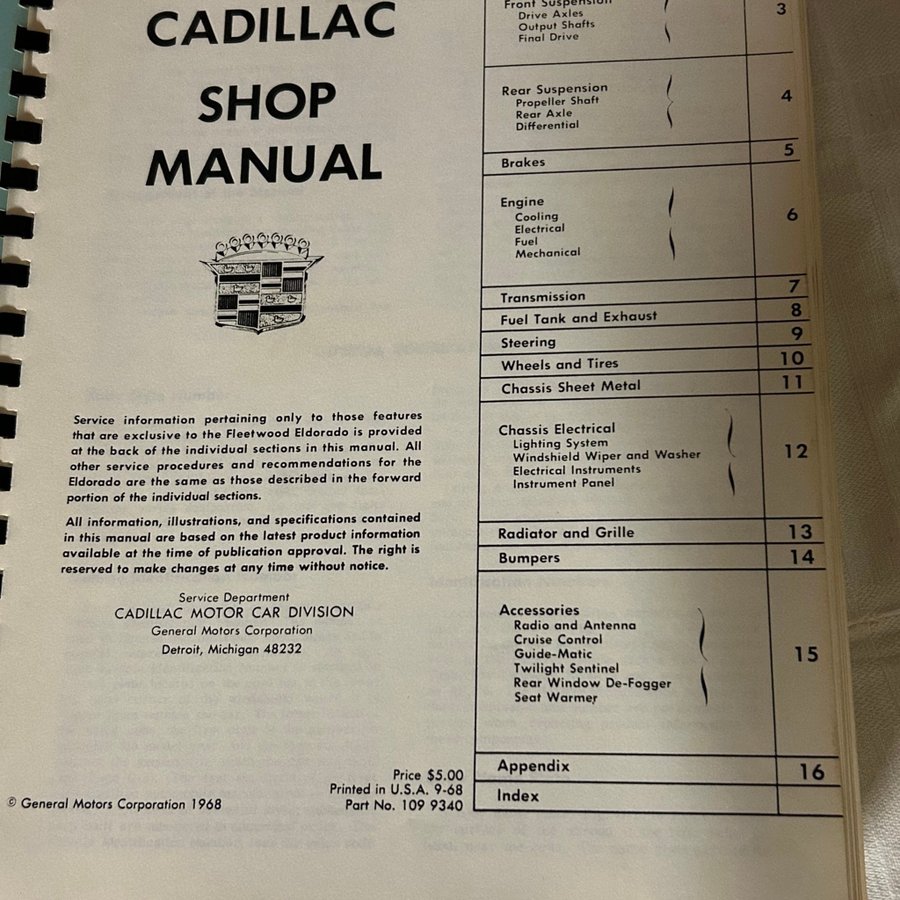 CADILLAC
SHOP
MANUAL
Service information pertaining only to those features
that are exclusive to the Fleetwood Eldorado is provided
at the back of the individual sections in this manual. All
other service procedures and recommendations for the
Eldorado are the same as those described in the forward
portion of the individual sections.
All information, illustrations, and specifications contained
in this manual are based on the latest product information
available at the time of publication approval. The right is
reserved to make changes at any time without notice.
Service Department
CADILLAC MOTOR CAR DIVISION
General Motors Corporation
Detroit, Michigan 48232
Price $5.00
Printed in U.S.A. 9-68
© General Motors Corporation 1968 Part No. 109 9340
Front Suspension
Drive Axles
Output Shafts
Final Drive
3
Rear Suspension
Propeller Shaft
Rear Axle
Differential
4
Brakes 5
Engine
Cooling
Electrical
Fuel
Mechanical
6
Transmission 7
Fuel Tank and Exhaust 8
Steering 9
Wheels and Tires 10
Chassis Sheet Metal 11
Chassis Electrical
Lighting System
Windshield Wiper and Washer
Electrical Instruments
Instrument Panel
12
Radiator and Grille 13
Bumpers 14
Accessories
Radio and Antenna
Cruise Control
Guide-Matic
Twilight Sentinel
Rear Window De-Fogger
Seat Warmer
15
Appendix 16
Index